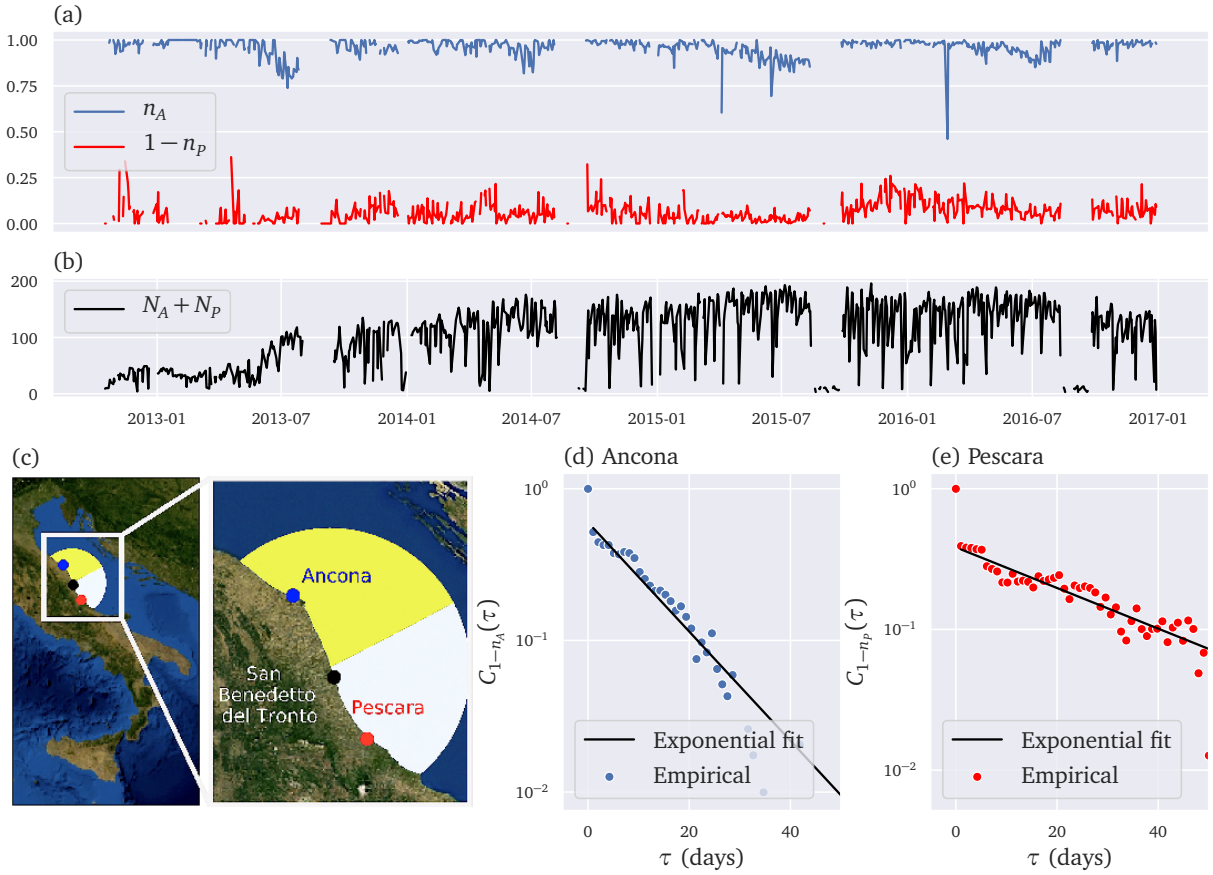 (a)
1.00
0.75
0.50
0.25
0.00
n_A
1 − n_P
(b)
200
100
0
N_A + N_P
2013-01 2013-07 2014-01 2014-07 2015-01 2015-07 2016-01 2016-07 2017-01
(c)
Ancona
San
Benedetto
del Tronto
Pescara
(d) Ancona
C_{1−n_A}(τ)
10^0
10^{−1}
10^{−2}
Exponential fit
Empirical
0 20 40
τ (days)
(e) Pescara
C_{1−n_P}(τ)
10^0
10^{−1}
10^{−2}
Exponential fit
Empirical
0 20 40
τ (days)